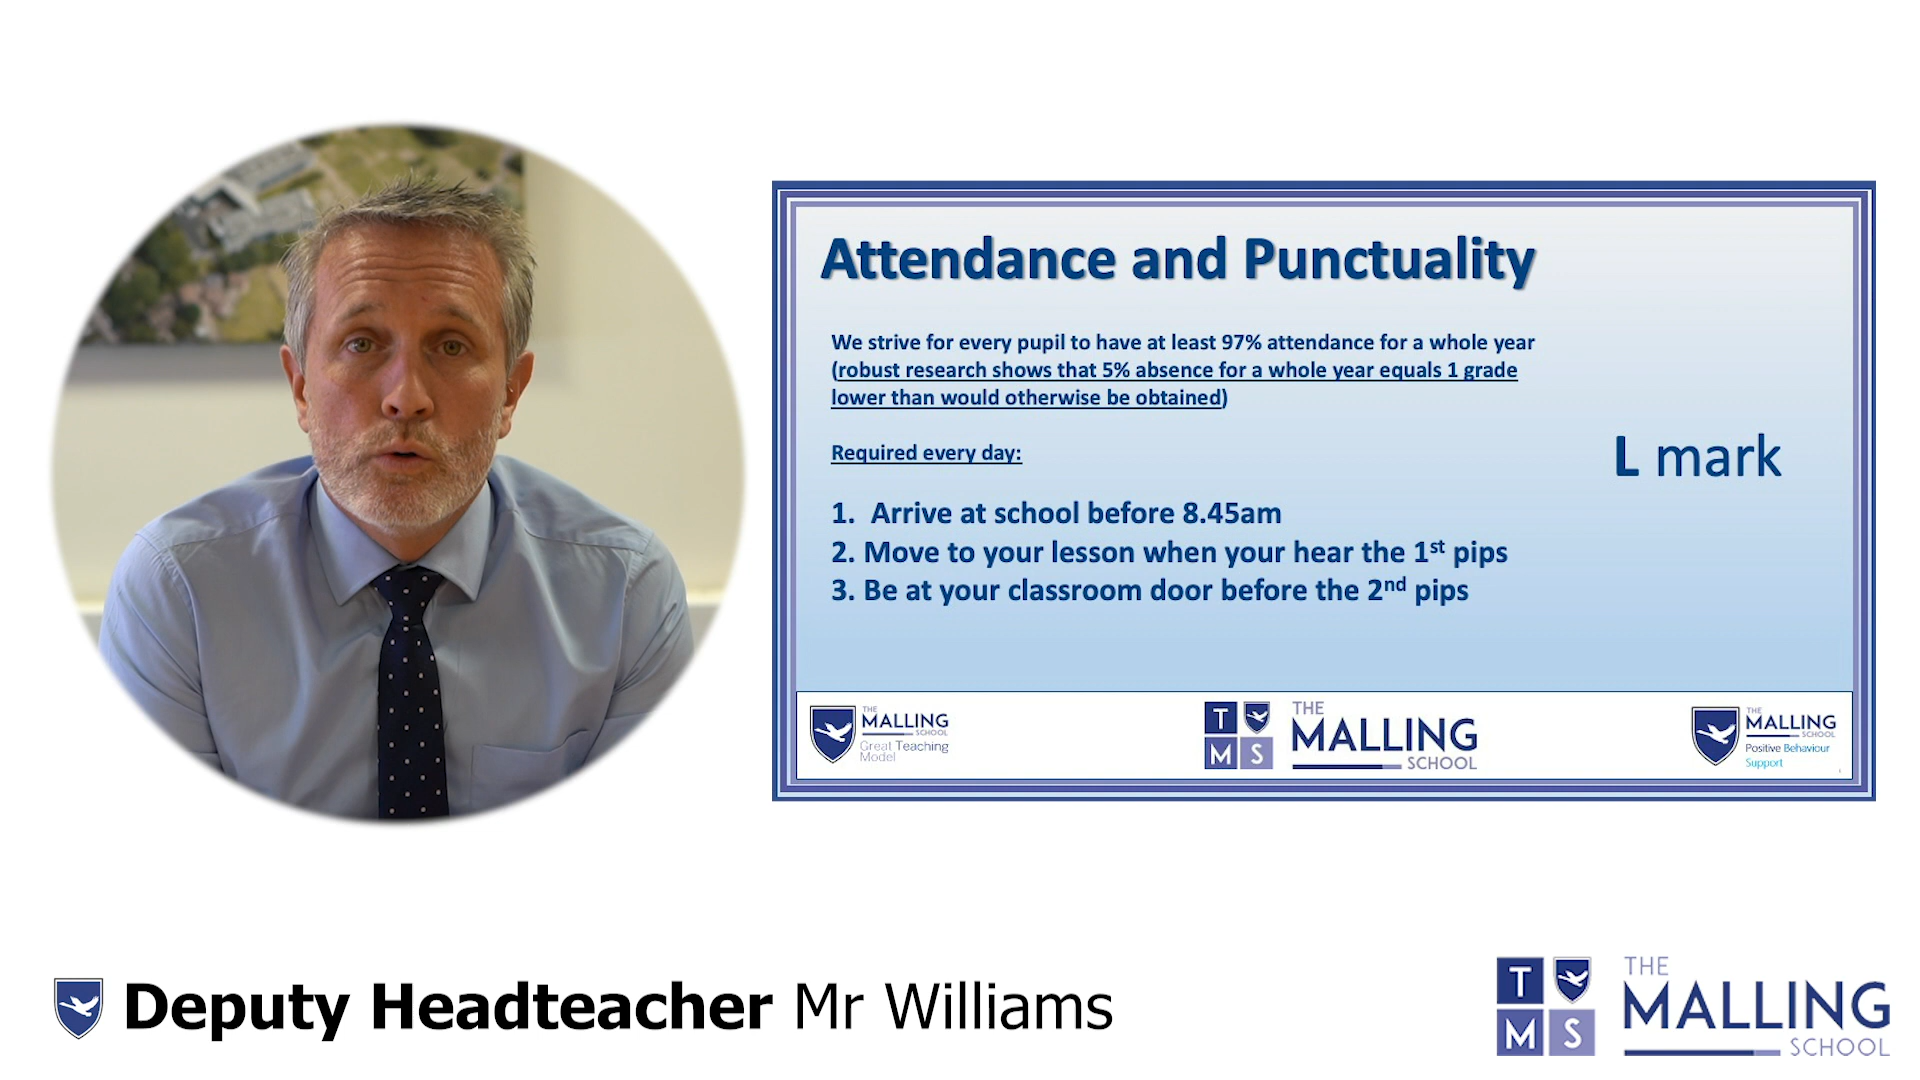 Attendance and Punctuality
We strive for every pupil to have at least 97% attendance for a whole year
(robust research shows that 5% absence for a whole year equals 1 grade
lower than would otherwise be obtained)
Required every day:
1. Arrive at school before 8.45am
2. Move to your lesson when your hear the 1st pips
3. Be at your classroom door before the 2nd pips
L mark
THE
MALLING
SCHOOL
Great Teaching
Model
T
M S
THE
MALLING
SCHOOL
THE
MALLING
SCHOOL
Positive Behaviour
Support
Deputy Headteacher Mr Williams
T
M S
THE
MALLING
SCHOOL